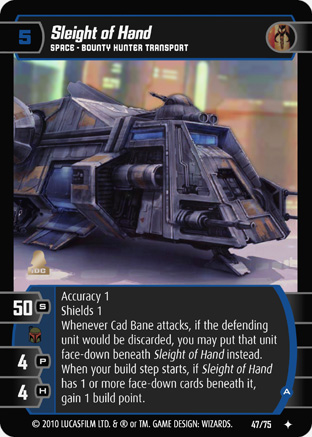 5
Sleight of Hand
SPACE - BOUNTY HUNTER TRANSPORT
IDC
50 S
4 P
4 H
Accuracy 1
Shields 1
Whenever Cad Bane attacks, if the defending
unit would be discarded, you may put that unit
face-down beneath Sleight of Hand instead.
When your build step starts, if Sleight of Hand
has 1 or more face-down cards beneath it,
gain 1 build point.
A
© 2010 LUCASFILM LTD. & ® or TM. GAME DESIGN: WIZARDS. 47/75